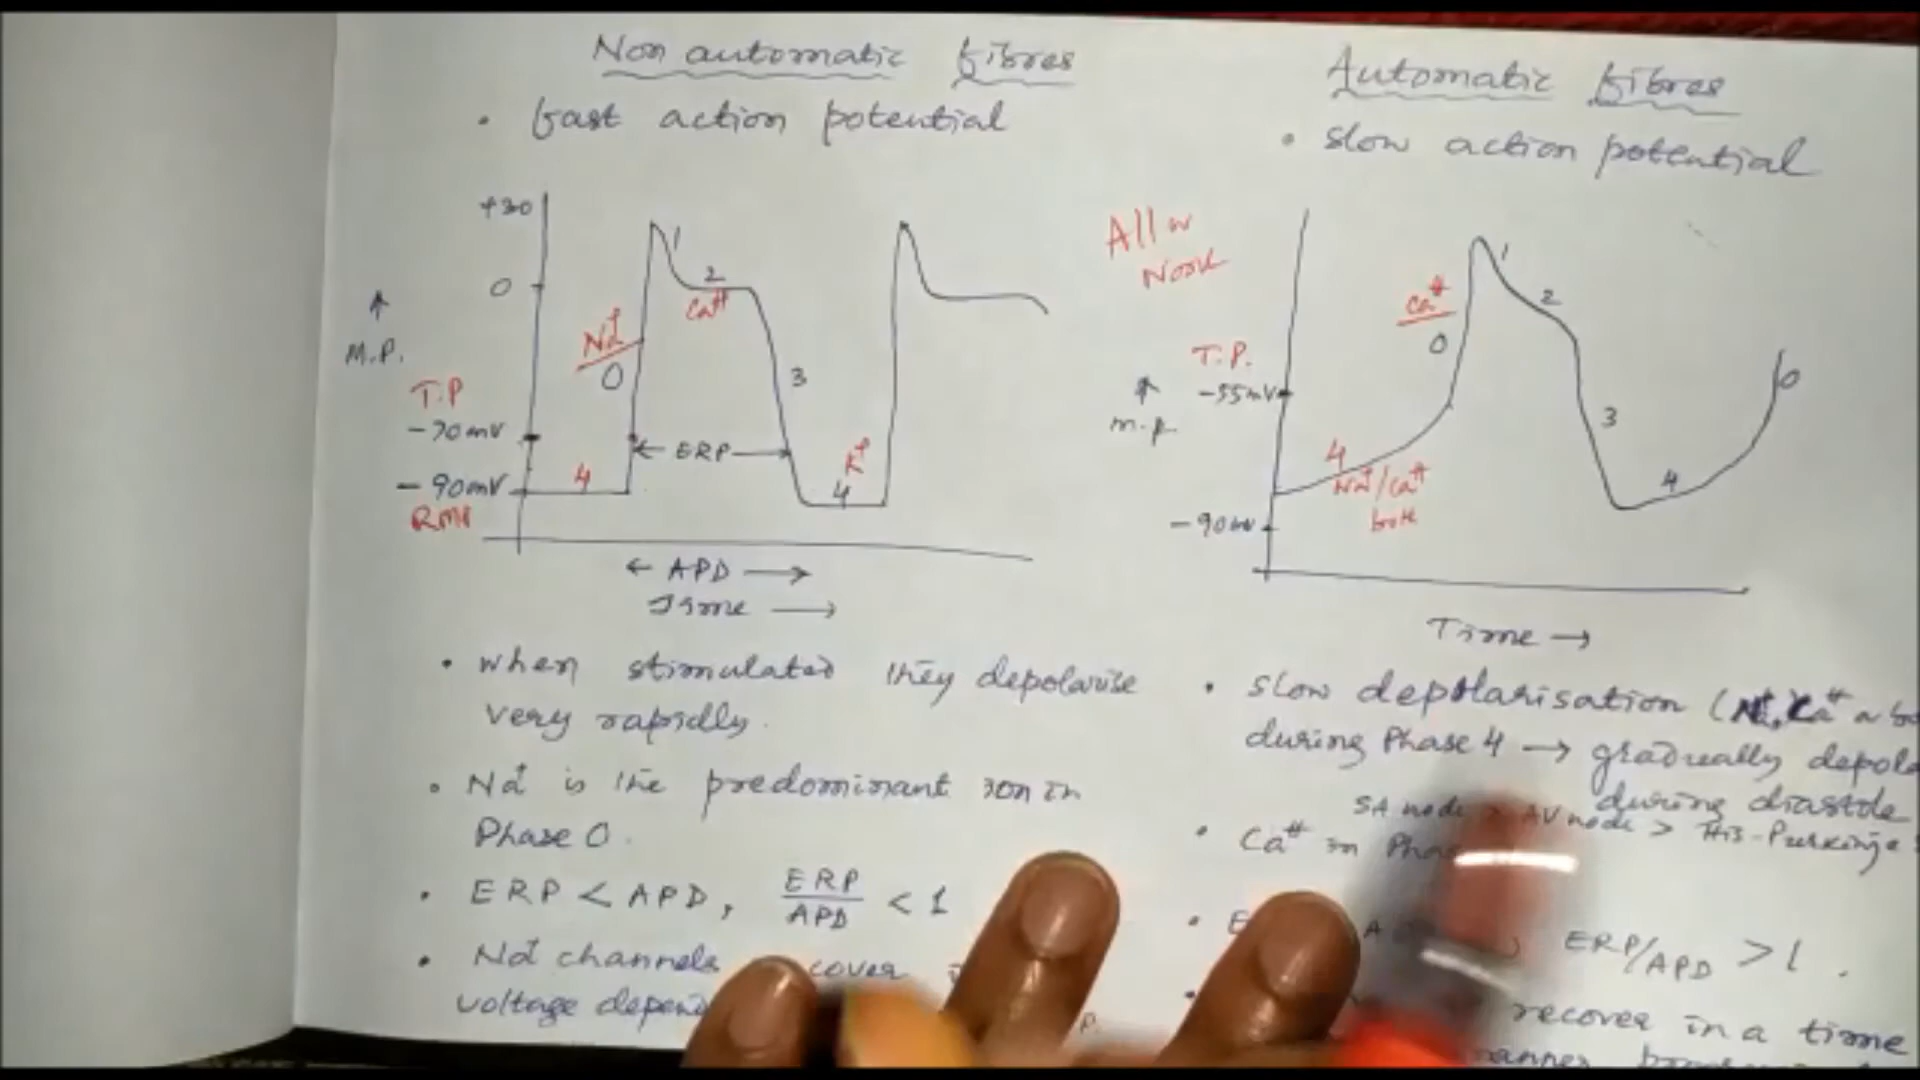 Non automatic fibres
• fast action potential
+30
0
↑
M.P.
T.P
-70mV
-90mV
RMP
Na+
0
1
2
Ca++
3
← ERP →
4
K+
4
← APD →
Time →
• when stimulated they depolarise
very rapidly.
• Na+ is the predominant ion in
Phase 0.
• ERP < APD, ERP/APD < 1
• Na+ channels cover
voltage
Automatic fibres
• slow action potential
T.P.
-55mV
↑
m.p.
-90mv
Ca++
0
1
2
3
4
Na+/Ca++
both
4
0
Time →
• slow depolarisation (
during Phase 4 → gradually
during diastole
SA node > AV node > His-Purkinje
• Ca++ in
• ERP/APD > 1.
• recover in a time